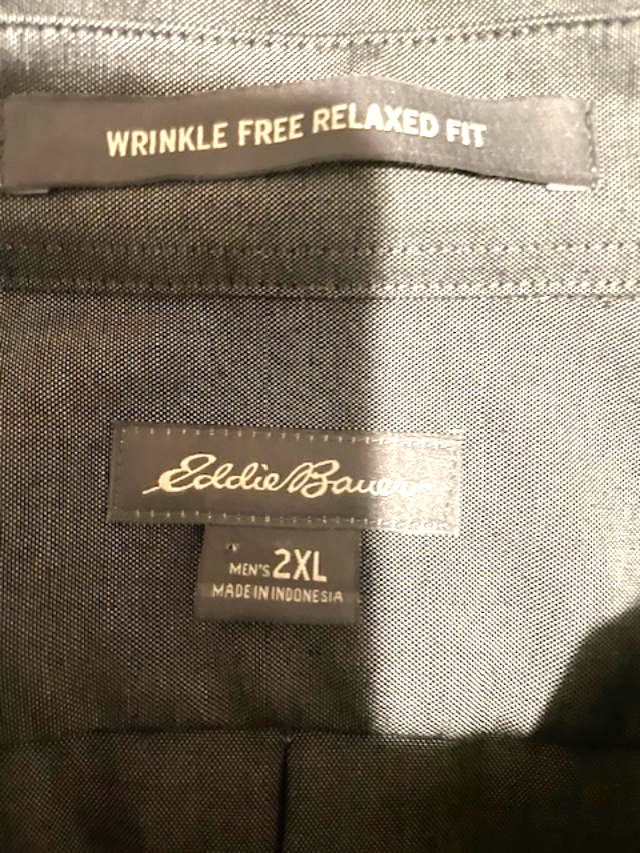 WRINKLE FREE RELAXED FIT
Eddie Bauer
MEN'S 2XL
MADE IN INDONESIA